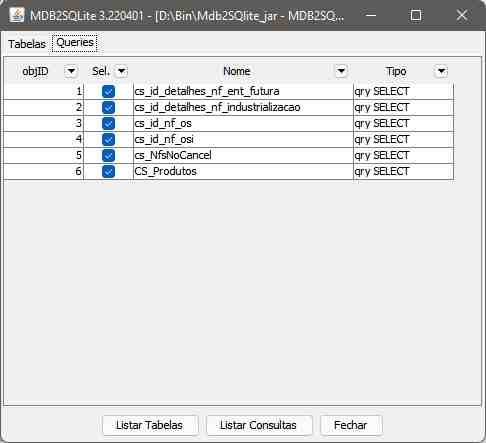 MDB2SQLite 3.220401 - [D:\Bin\Mdb2SQlite_jar - MDB2SQ...
Tabelas Queries
objID Sel. Nome Tipo
1 cs_id_detalhes_nf_ent_futura qry SELECT
2 cs_id_detalhes_nf_industrializacao qry SELECT
3 cs_id_nf_os qry SELECT
4 cs_id_nf_osi qry SELECT
5 cs_NfsNoCancel qry SELECT
6 CS_Produtos qry SELECT
Listar Tabelas Listar Consultas Fechar